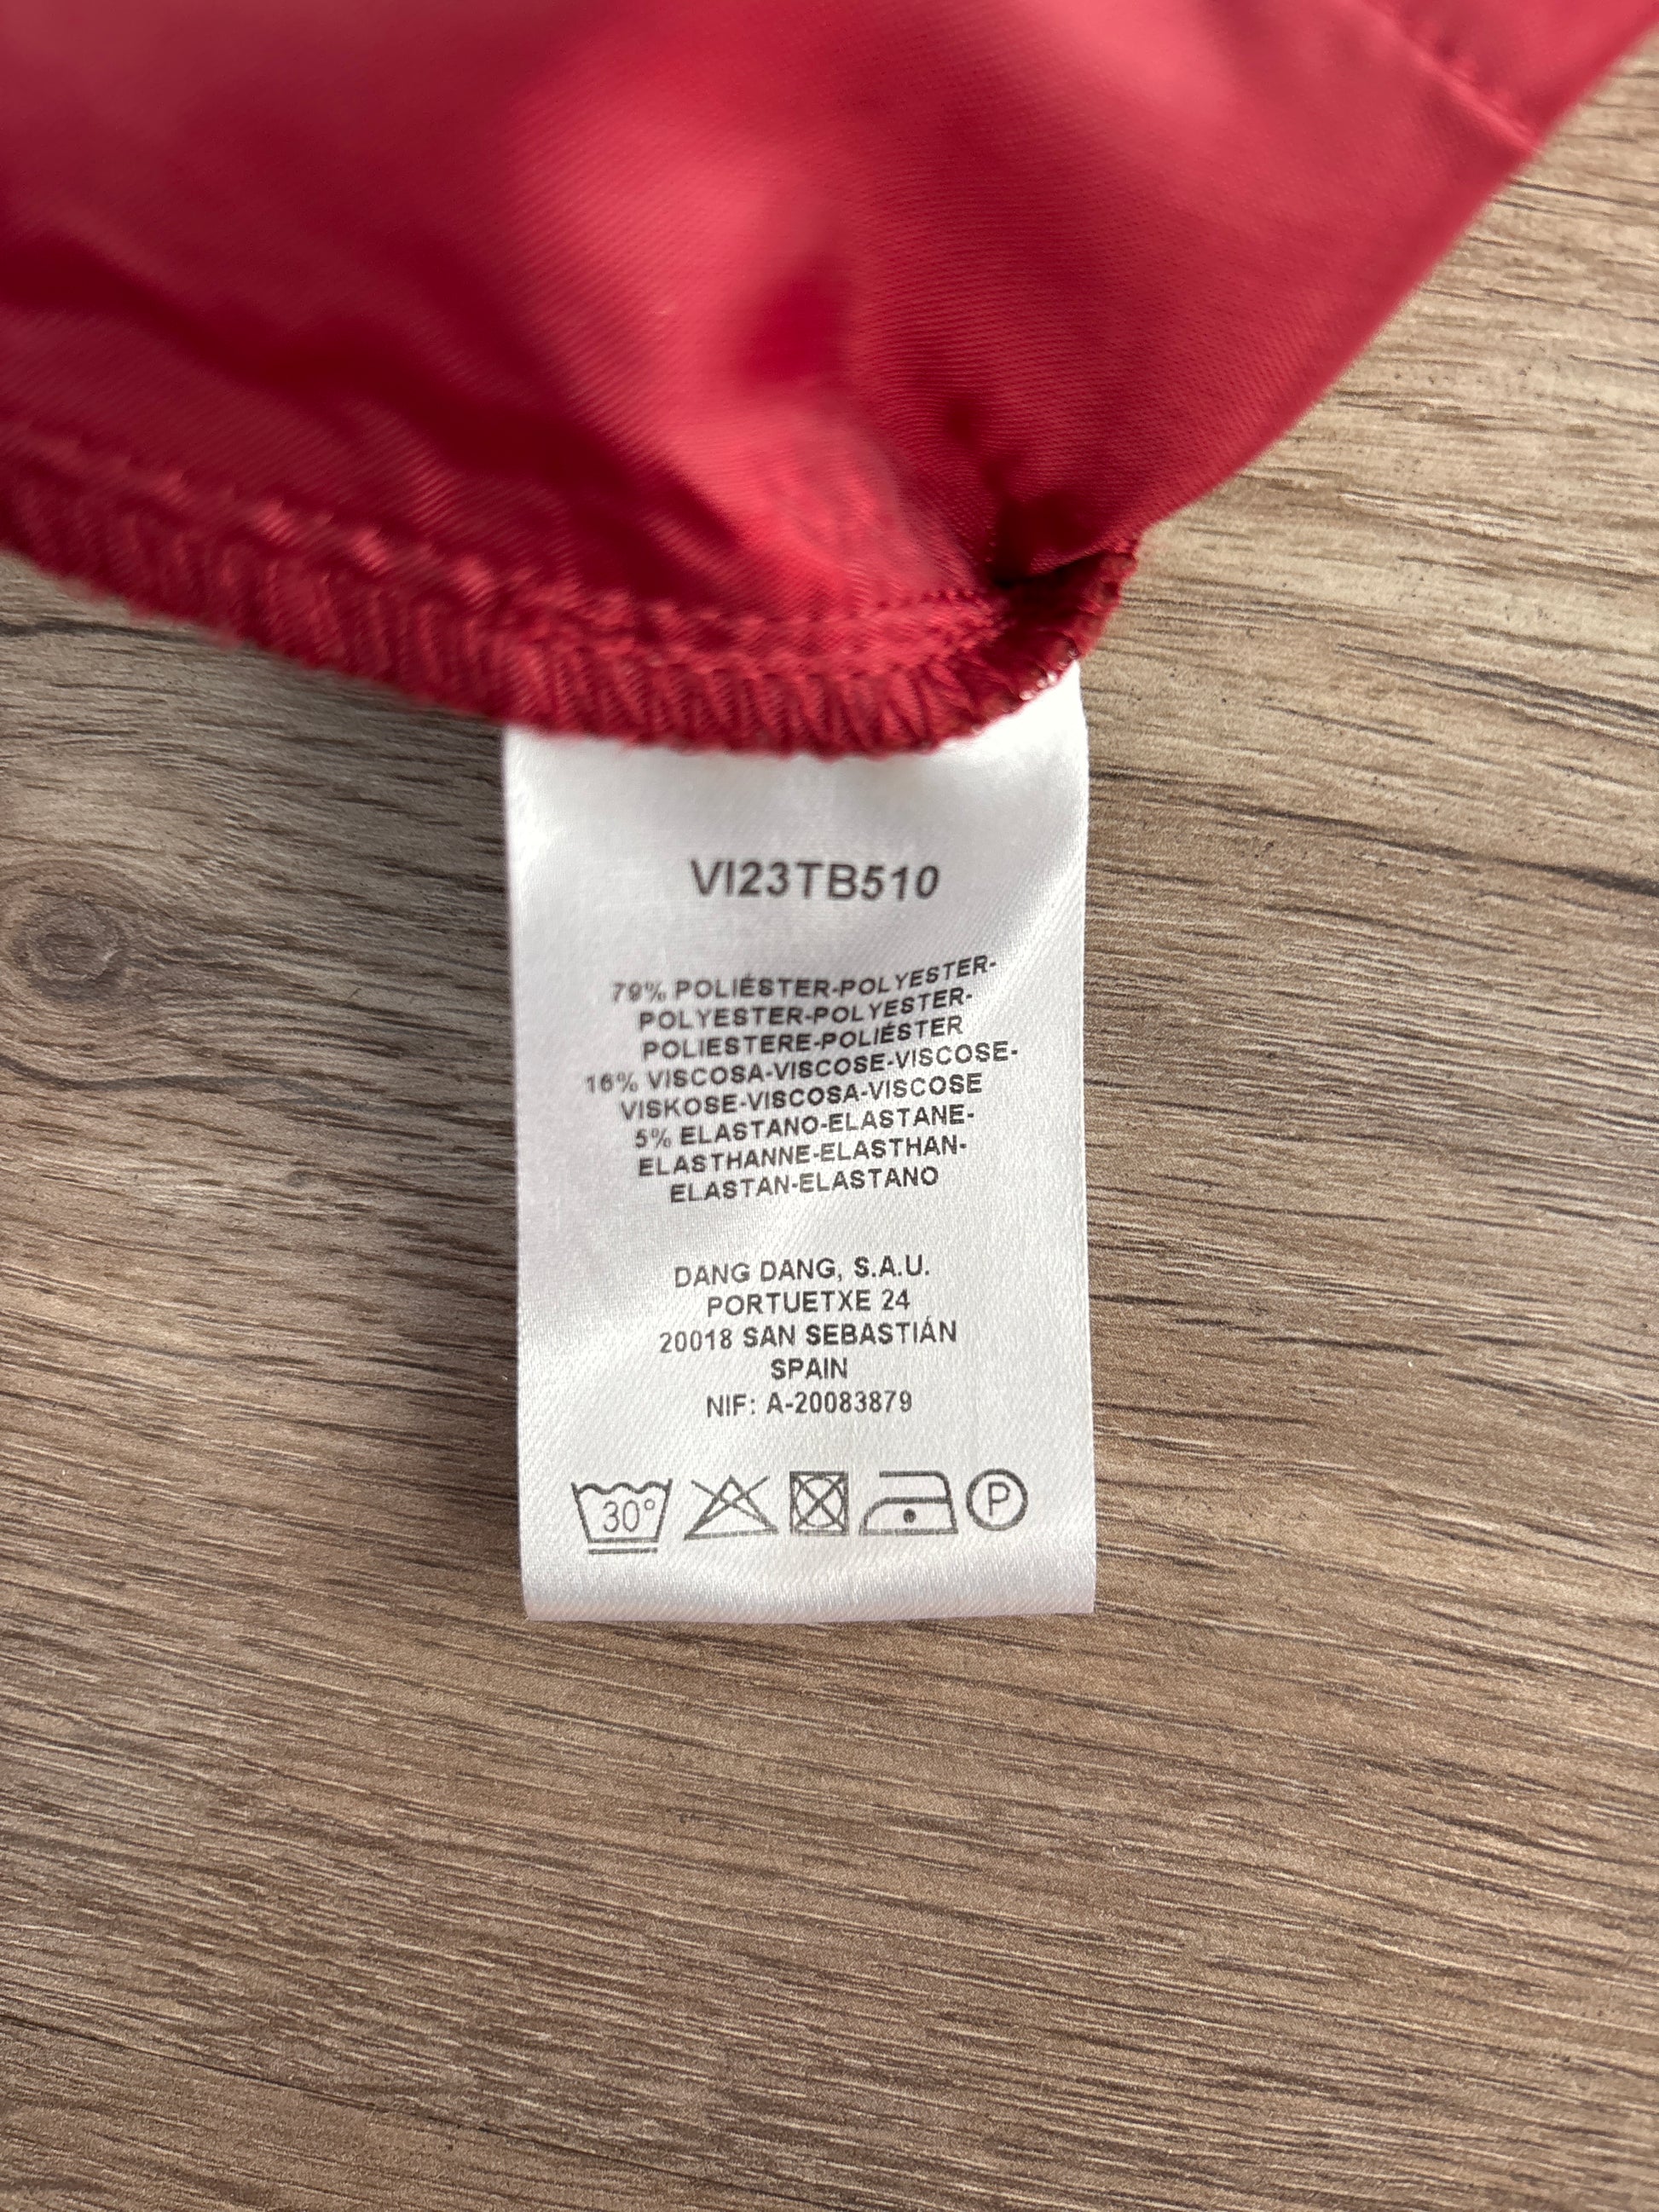 VI23TB510
79% POLIÉSTER-POLYESTER-
POLYESTER-POLYESTER-
POLIESTERE-POLIÉSTER
16% VISCOSA-VISCOSE-VISCOSE-
VISKOSE-VISCOSA-VISCOSE
5% ELASTANO-ELASTANE-
ELASTHANNE-ELASTHAN-
ELASTAN-ELASTANO
DANG DANG, S.A.U.
PORTUETXE 24
20018 SAN SEBASTIÁN
SPAIN
NIF: A-20083879
30° P